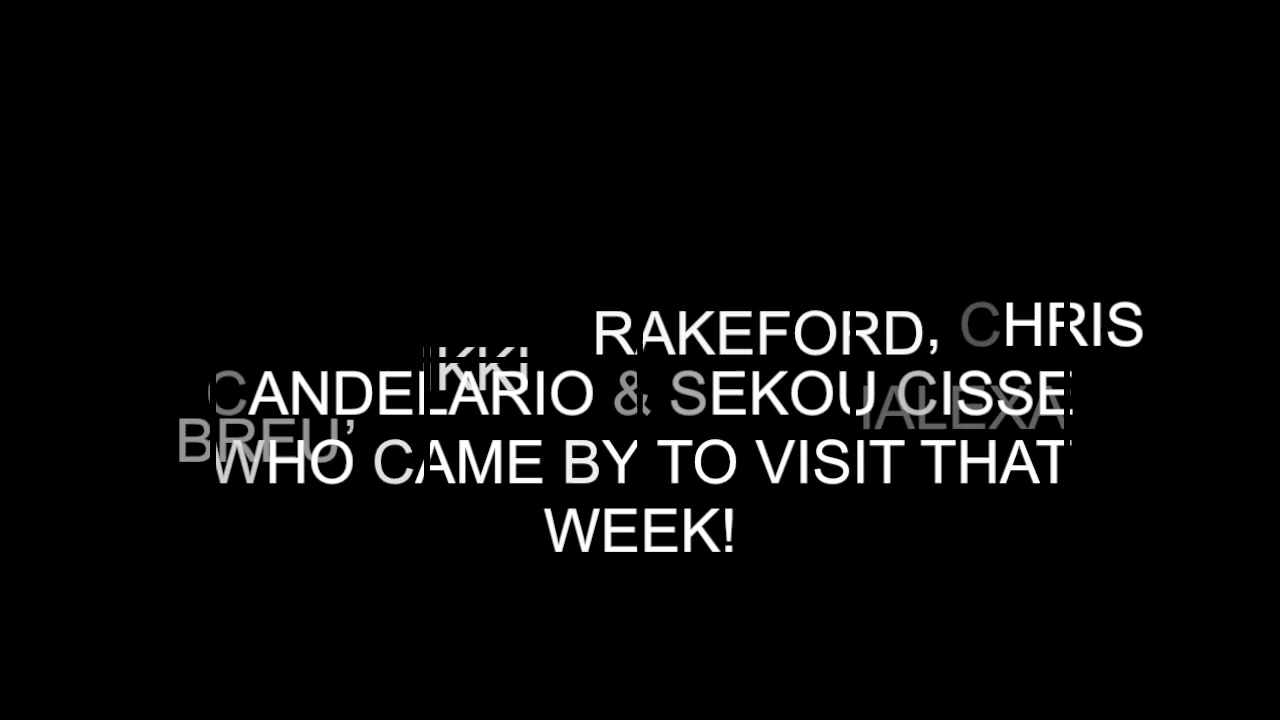 RAKEFORD, CHRIS
CANDELARIO & SEKOU CISSE
WHO CAME BY TO VISIT THAT
WEEK!